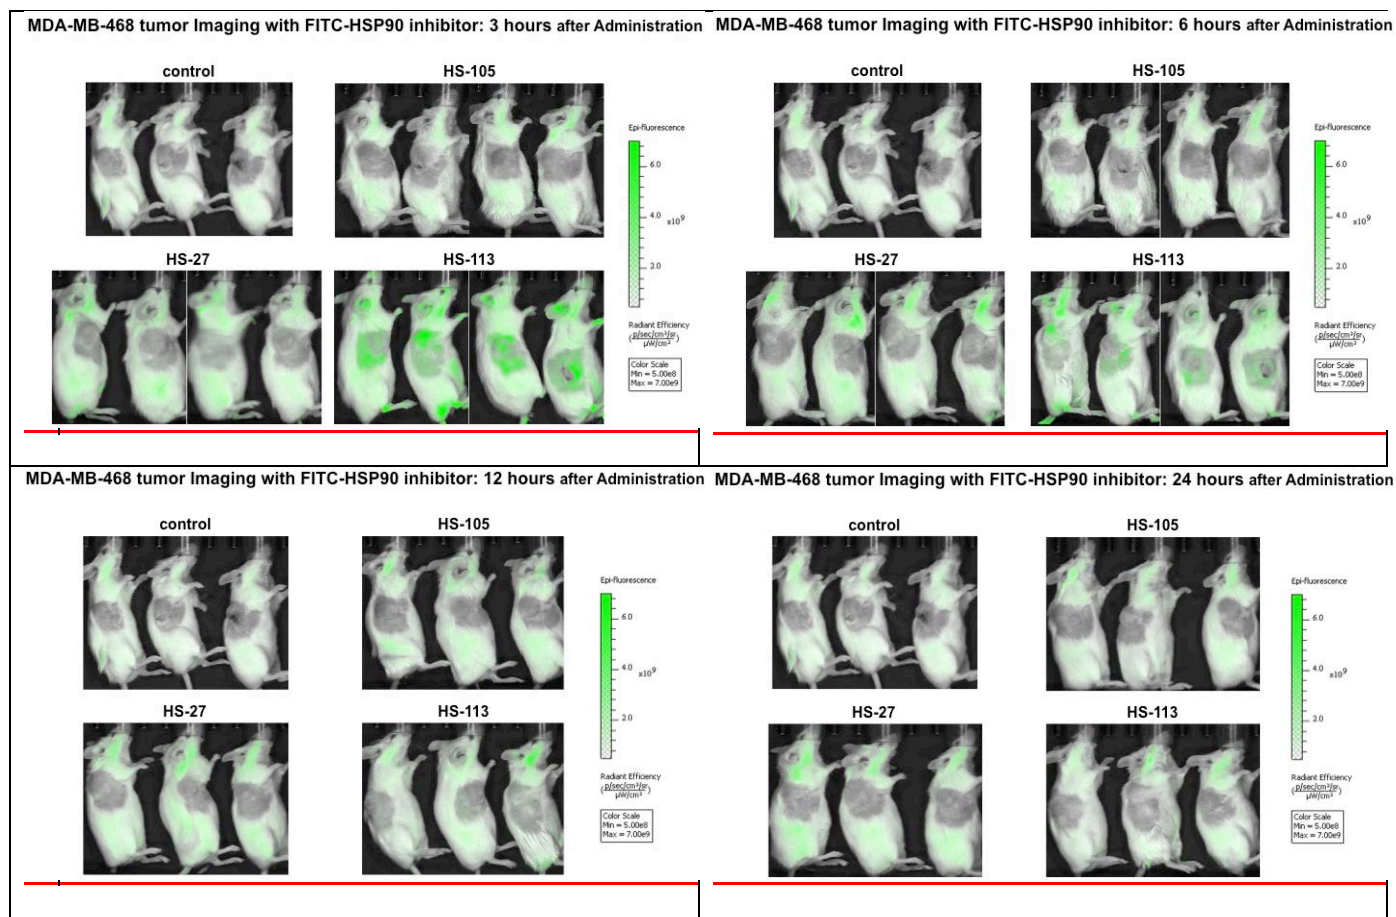 MDA-MB-468 tumor Imaging with FITC-HSP90 inhibitor: 3 hours after Administration
control
HS-105
Epi-fluorescence
6.0
4.0
x10⁹
2.0
HS-27
HS-113
Radiant Efficiency
(p/sec/cm²/sr
µW/cm²)
Color Scale
Min = 5.00e8
Max = 7.00e9
MDA-MB-468 tumor Imaging with FITC-HSP90 inhibitor: 6 hours after Administration
control
HS-105
Epi-fluorescence
6.0
4.0
x10⁹
2.0
HS-27
HS-113
Radiant Efficiency
(p/sec/cm²/sr
µW/cm²)
Color Scale
Min = 5.00e8
Max = 7.00e9
MDA-MB-468 tumor Imaging with FITC-HSP90 inhibitor: 12 hours after Administration
control
HS-105
Epi-fluorescence
6.0
4.0
x10⁹
2.0
HS-27
HS-113
Radiant Efficiency
(p/sec/cm²/sr
µW/cm²)
Color Scale
Min = 5.00e8
Max = 7.00e9
MDA-MB-468 tumor Imaging with FITC-HSP90 inhibitor: 24 hours after Administration
control
HS-105
Epi-fluorescence
6.0
4.0
x10⁹
2.0
HS-27
HS-113
Radiant Efficiency
(p/sec/cm²/sr
µW/cm²)
Color Scale
Min = 5.00e8
Max = 7.00e9